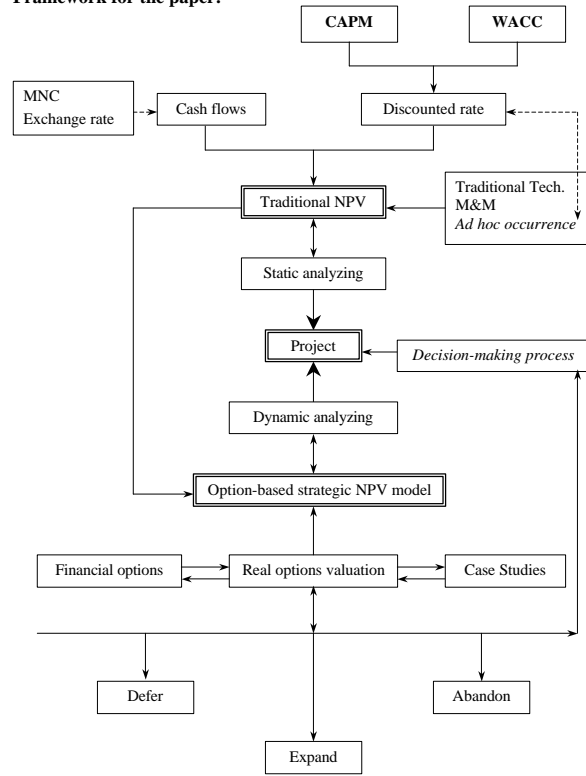 Framework for the paper:
CAPM
WACC
MNC
Exchange rate
Cash flows
Discounted rate
Traditional Tech.
M&M
Ad hoc occurrence
Traditional NPV
Static analyzing
Project
Decision-making process
Dynamic analyzing
Option-based strategic NPV model
Financial options
Real options valuation
Case Studies
Defer
Abandon
Expand